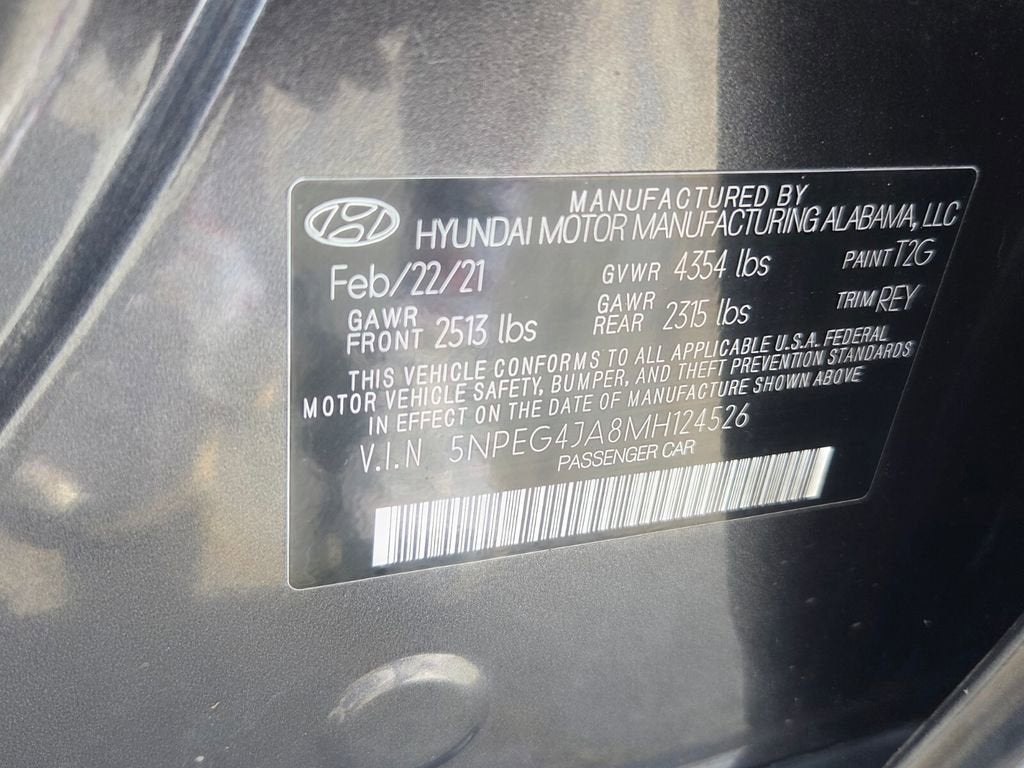 MANUFACTURED BY
HYUNDAI MOTOR MANUFACTURING ALABAMA, LLC
Feb/22/21 GVWR 4354 lbs PAINT T2G
GAWR FRONT 2513 lbs GAWR REAR 2315 lbs TRIM REY
THIS VEHICLE CONFORMS TO ALL APPLICABLE U.S.A. FEDERAL
MOTOR VEHICLE SAFETY, BUMPER, AND THEFT PREVENTION STANDARDS
IN EFFECT ON THE DATE OF MANUFACTURE SHOWN ABOVE
V.I.N 5NPEG4JA8MH124526
PASSENGER CAR